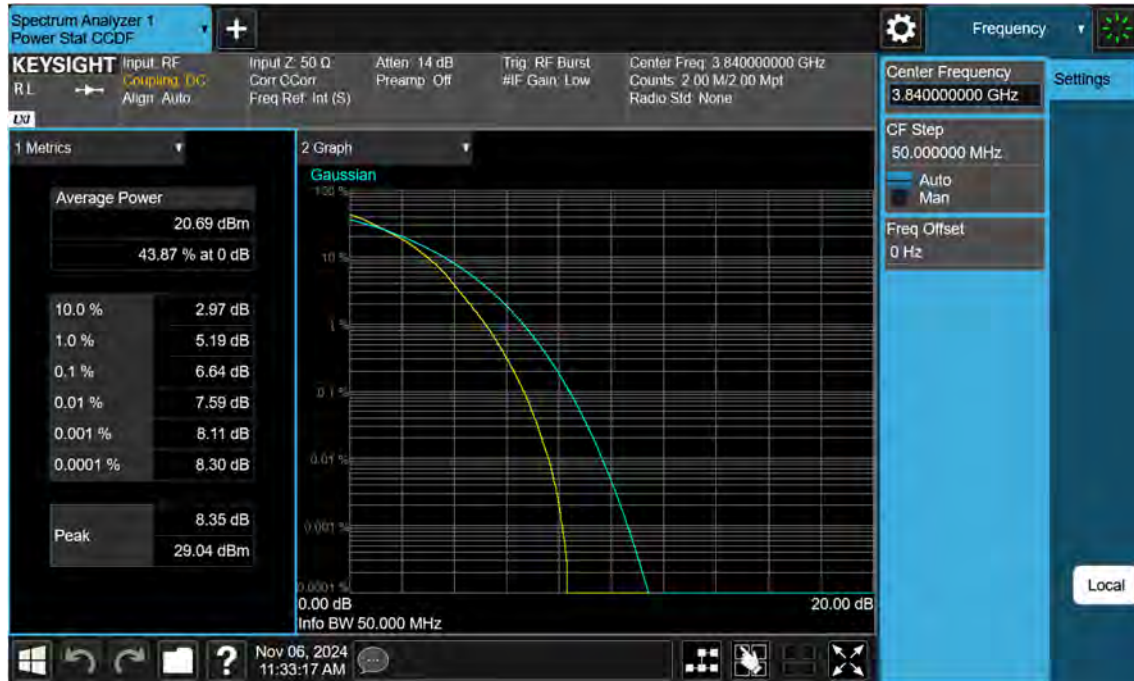 Spectrum Analyzer 1
Power Stat CCDF
Frequency
KEYSIGHT
RL
LXI
Input: RF
Coupling: DC
Align: Auto
Input Z: 50 Ω
Corr CCorr
Freq Ref: Int (S)
Atten: 14 dB
Preamp: Off
Trig: RF Burst
#IF Gain: Low
Center Freq: 3.840000000 GHz
Counts: 2.00 M/2.00 Mpt
Radio Std: None
1 Metrics
Average Power
20.69 dBm
43.87 % at 0 dB
10.0 % 2.97 dB
1.0 % 5.19 dB
0.1 % 6.64 dB
0.01 % 7.59 dB
0.001 % 8.11 dB
0.0001 % 8.30 dB
Peak
8.35 dB
29.04 dBm
2 Graph
Gaussian
100 %
10 %
1 %
0.1 %
0.01 %
0.001 %
0.0001 %
0.00 dB 20.00 dB
Info BW 50.000 MHz
Center Frequency
3.840000000 GHz
Settings
CF Step
50.000000 MHz
Auto
Man
Freq Offset
0 Hz
Local
?
Nov 06, 2024
11:33:17 AM